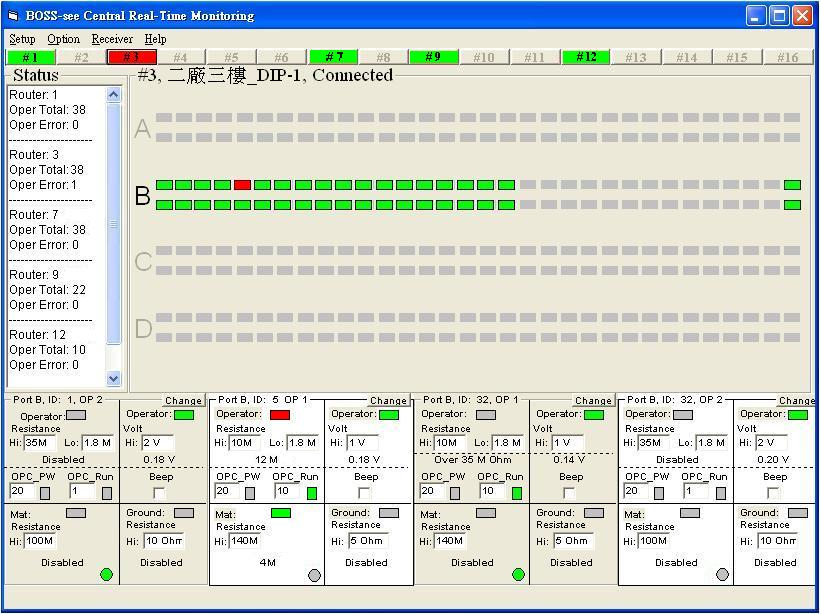 BOSS-see Central Real-Time Monitoring
Setup Option Receiver Help
#1 #2 #3 #4 #5 #6 #7 #8 #9 #10 #11 #12 #13 #14 #15 #16
Status
#3, 二廠三樓_DIP-1, Connected
Router: 1
Oper Total: 38
Oper Error: 0
--------------------
Router: 3
Oper Total:38
Oper Error: 1
--------------------
Router: 7
Oper Total: 38
Oper Error: 0
--------------------
Router: 9
Oper Total: 22
Oper Error: 0
--------------------
Router: 12
Oper Total: 10
Oper Error: 0
A
B
C
D
Port B, ID: 1, OP 2 Change
Operator: Operator:
Resistance Volt
Hi: 35M Lo: 1.8 M Hi: 2 V
Disabled 0.18 V
OPC_PW OPC_Run Beep
20 1
Mat: Ground:
Resistance Resistance
Hi: 100M Hi: 10 Ohm
Disabled Disabled
Port B, ID: 5 OP 1 Change
Operator: Operator:
Resistance Volt
Hi: 10M Lo: 1.8 M Hi: 1 V
12 M 0.18 V
OPC_PW OPC_Run Beep
20 10
Mat: Ground:
Resistance Resistance
Hi: 140M Hi: 5 Ohm
4M Disabled
Port B, ID: 32, OP 1 Change
Operator: Operator:
Resistance Volt
Hi: 10M Lo: 1.8 M Hi: 1 V
Over 35 M Ohm 0.14 V
OPC_PW OPC_Run Beep
20 10
Mat: Ground:
Resistance Resistance
Hi: 140M Hi: 5 Ohm
Disabled Disabled
Port B, ID: 32, OP 2 Change
Operator: Operator:
Resistance Volt
Hi: 35M Lo: 1.8 M Hi: 2 V
Disabled 0.20 V
OPC_PW OPC_Run Beep
20 1
Mat: Ground:
Resistance Resistance
Hi: 100M Hi: 10 Ohm
Disabled Disabled